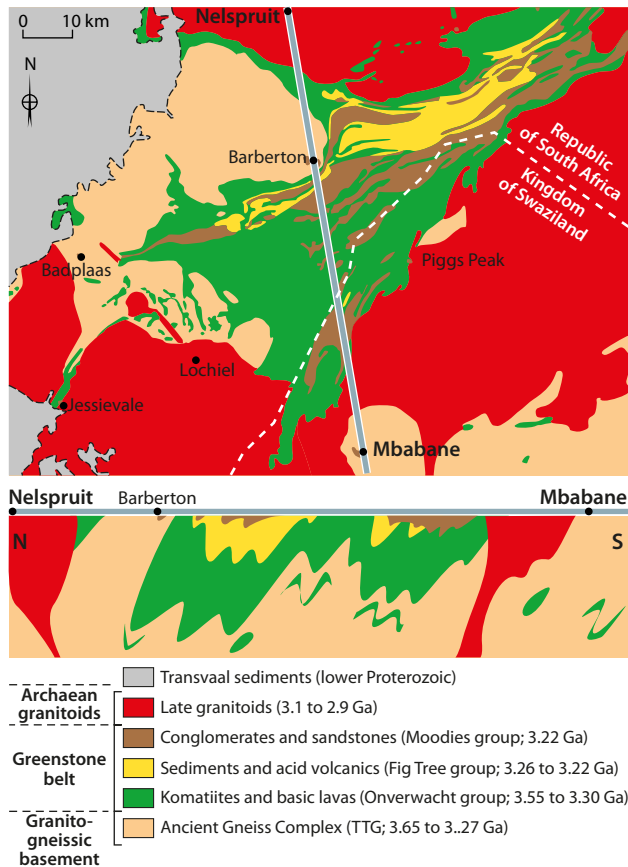 0 10 km
Nelspruit
N
Barberton
Republic
of South Africa
Kingdom
of Swaziland
Piggs Peak
Badplaas
Lochiel
Jessievale
Mbabane
Nelspruit Barberton Mbabane
N S
Transvaal sediments (lower Proterozoic)
Archaean
granitoids
Late granitoids (3.1 to 2.9 Ga)
Greenstone
belt
Conglomerates and sandstones (Moodies group; 3.22 Ga)
Sediments and acid volcanics (Fig Tree group; 3.26 to 3.22 Ga)
Komatiites and basic lavas (Onverwacht group; 3.55 to 3.30 Ga)
Granito-
gneissic
basement
Ancient Gneiss Complex (TTG; 3.65 to 3..27 Ga)